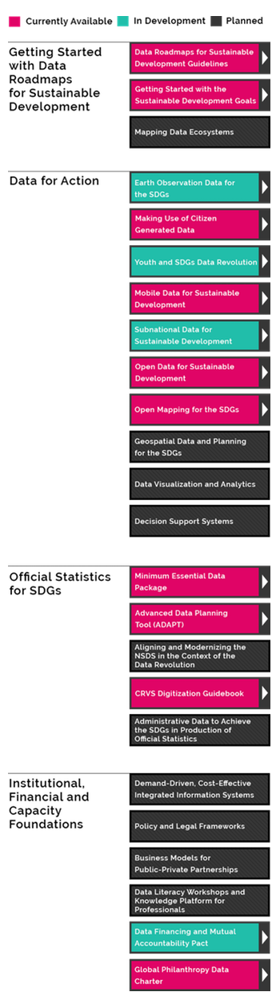 Currently Available In Development Planned
Getting Started
with Data
Roadmaps
for Sustainable
Development
Data Roadmaps for Sustainable
Development Guidelines
Getting Started with the
Sustainable Development Goals
Mapping Data Ecosystems
Data for Action
Earth Observation Data for
the SDGs
Making Use of Citizen
Generated Data
Youth and SDGs Data Revolution
Mobile Data for Sustainable
Development
Subnational Data for
Sustainable Development
Open Data for Sustainable
Development
Open Mapping for the SDGs
Geospatial Data and Planning
for the SDGs
Data Visualization and Analytics
Decision Support Systems
Official Statistics
for SDGs
Minimum Essential Data
Package
Advanced Data Planning
Tool (ADAPT)
Aligning and Modernizing the
NSDS in the Context of the
Data Revolution
CRVS Digitization Guidebook
Administrative Data to Achieve
the SDGs in Production of
Official Statistics
Institutional,
Financial and
Capacity
Foundations
Demand-Driven, Cost-Effective
Integrated Information Systems
Policy and Legal Frameworks
Business Models for
Public-Private Partnerships
Data Literacy Workshops and
Knowledge Platform for
Professionals
Data Financing and Mutual
Accountability Pact
Global Philanthropy Data
Charter